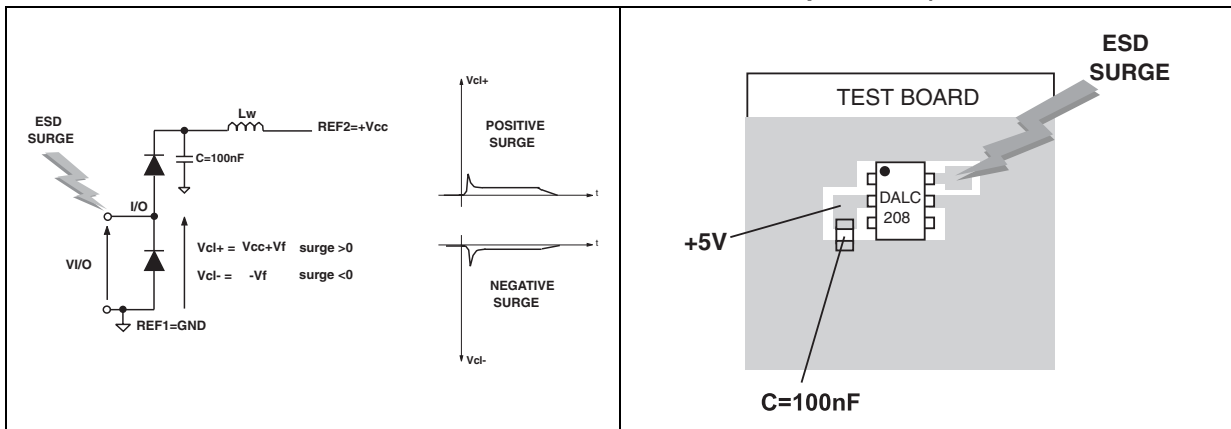 ESD
SURGE
Lw
REF2=+Vcc
C=100nF
I/O
VI/O
Vcl+ = Vcc+Vf surge >0
Vcl- = -Vf surge <0
REF1=GND
Vcl+
POSITIVE
SURGE
t
t
NEGATIVE
SURGE
Vcl-
ESD
SURGE
TEST BOARD
DALC
208
+5V
C=100nF